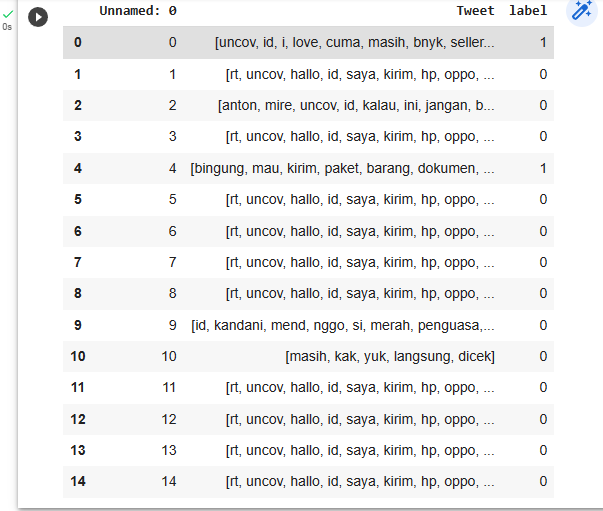 Unnamed: 0 Tweet label
0 0 [uncov, id, i, love, cuma, masih, bnyk, seller... 1
0s
1 1 [rt, uncov, hallo, id, saya, kirim, hp, oppo, ... 0
2 2 [anton, mire, uncov, id, kalau, ini, jangan, b... 0
3 3 [rt, uncov, hallo, id, saya, kirim, hp, oppo, ... 0
4 4 [bingung, mau, kirim, paket, barang, dokumen, ... 1
5 5 [rt, uncov, hallo, id, saya, kirim, hp, oppo, ... 0
6 6 [rt, uncov, hallo, id, saya, kirim, hp, oppo, ... 0
7 7 [rt, uncov, hallo, id, saya, kirim, hp, oppo, ... 0
8 8 [rt, uncov, hallo, id, saya, kirim, hp, oppo, ... 0
9 9 [id, kandani, mend, nggo, si, merah, penguasa,... 0
10 10 [masih, kak, yuk, langsung, dicek] 0
11 11 [rt, uncov, hallo, id, saya, kirim, hp, oppo, ... 0
12 12 [rt, uncov, hallo, id, saya, kirim, hp, oppo, ... 0
13 13 [rt, uncov, hallo, id, saya, kirim, hp, oppo, ... 0
14 14 [rt, uncov, hallo, id, saya, kirim, hp, oppo, ... 0